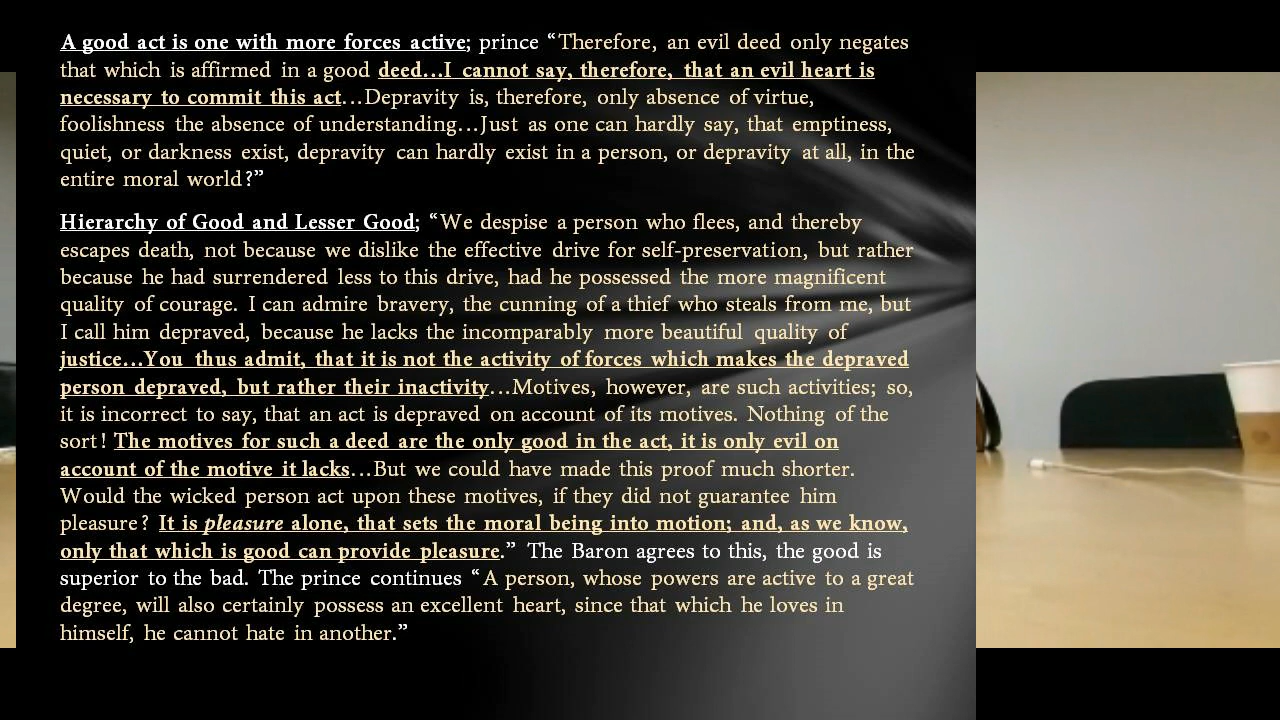 A good act is one with more forces active; prince “Therefore, an evil deed only negates
that which is affirmed in a good deed…I cannot say, therefore, that an evil heart is
necessary to commit this act…Depravity is, therefore, only absence of virtue,
foolishness the absence of understanding…Just as one can hardly say, that emptiness,
quiet, or darkness exist, depravity can hardly exist in a person, or depravity at all, in the
entire moral world?”
Hierarchy of Good and Lesser Good; “We despise a person who flees, and thereby
escapes death, not because we dislike the effective drive for self-preservation, but rather
because he had surrendered less to this drive, had he possessed the more magnificent
quality of courage. I can admire bravery, the cunning of a thief who steals from me, but
I call him depraved, because he lacks the incomparably more beautiful quality of
justice…You thus admit, that it is not the activity of forces which makes the depraved
person depraved, but rather their inactivity…Motives, however, are such activities; so,
it is incorrect to say, that an act is depraved on account of its motives. Nothing of the
sort! The motives for such a deed are the only good in the act, it is only evil on
account of the motive it lacks…But we could have made this proof much shorter.
Would the wicked person act upon these motives, if they did not guarantee him
pleasure? It is pleasure alone, that sets the moral being into motion; and, as we know,
only that which is good can provide pleasure.” The Baron agrees to this, the good is
superior to the bad. The prince continues “A person, whose powers are active to a great
degree, will also certainly possess an excellent heart, since that which he loves in
himself, he cannot hate in another.”